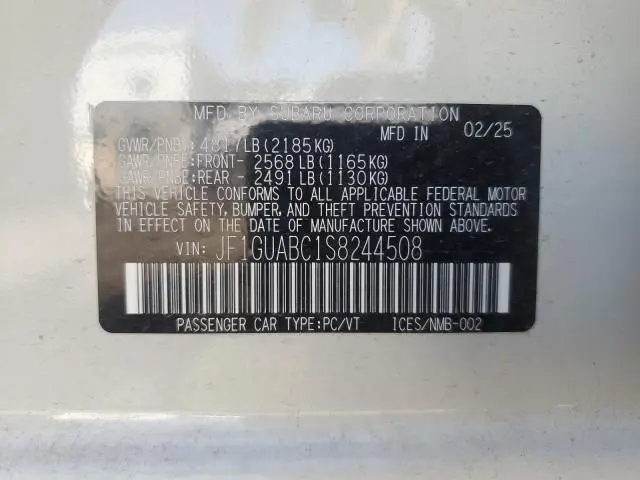 MFD BY SUBARU CORPORATION
MFD IN 02/25
GVWR/PNBV: 4817LB(2185KG)
GAWR/PNBE:FRONT- 2568LB(1165KG)
GAWR/PNBE:REAR - 2491LB(1130KG)
THIS VEHICLE CONFORMS TO ALL APPLICABLE FEDERAL MOTOR
VEHICLE SAFETY, BUMPER, AND THEFT PREVENTION STANDARDS
IN EFFECT ON THE DATE OF MANUFACTURE SHOWN ABOVE.
VIN: JF1GUABC1S8244508
PASSENGER CAR TYPE:PC/VT ICES/NMB-002